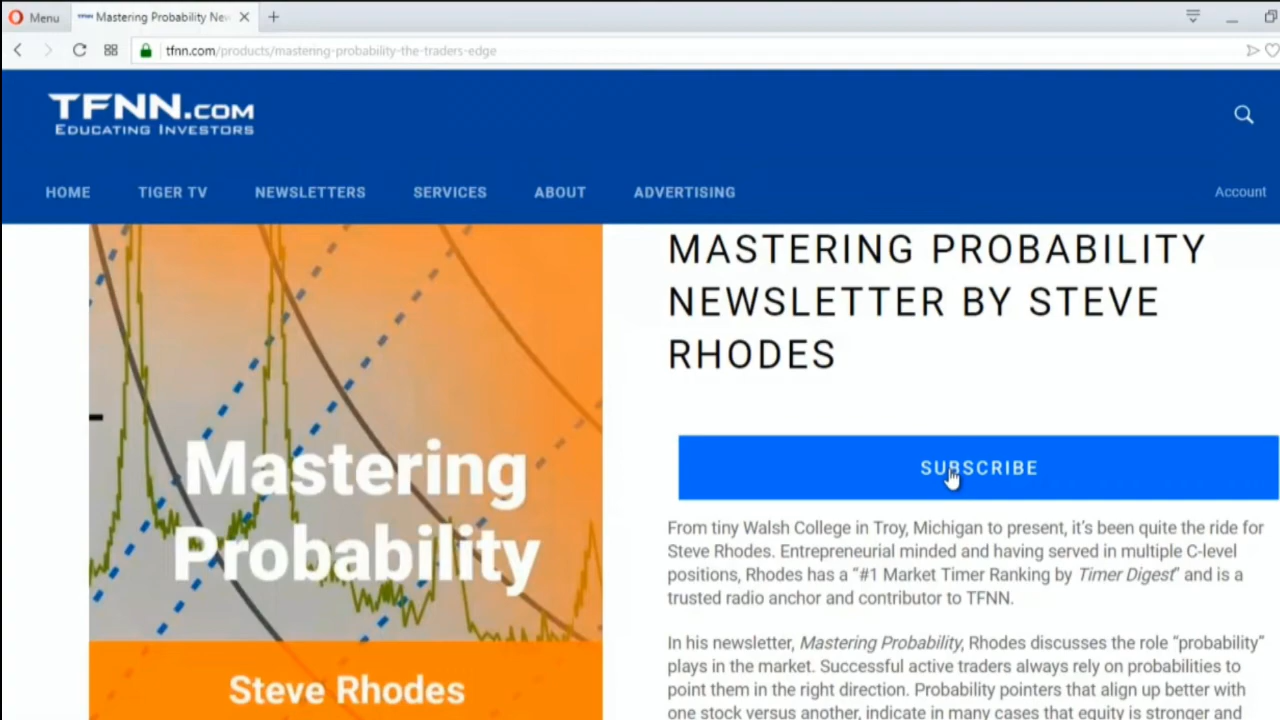 Menu
TFNN Mastering Probability New
tfnn.com/products/mastering-probability-the-traders-edge
TFNN.COM
EDUCATING INVESTORS
HOME TIGER TV NEWSLETTERS SERVICES ABOUT ADVERTISING Account
Mastering
Probability
Steve Rhodes
MASTERING PROBABILITY
NEWSLETTER BY STEVE
RHODES
SUBSCRIBE
From tiny Walsh College in Troy, Michigan to present, it’s been quite the ride for
Steve Rhodes. Entrepreneurial minded and having served in multiple C-level
positions, Rhodes has a “#1 Market Timer Ranking by Timer Digest” and is a
trusted radio anchor and contributor to TFNN.
In his newsletter, Mastering Probability, Rhodes discusses the role “probability”
plays in the market. Successful active traders always rely on probabilities to
point them in the right direction. Probability pointers that align up better with
one stock versus another, indicate in many cases that equity is stronger and